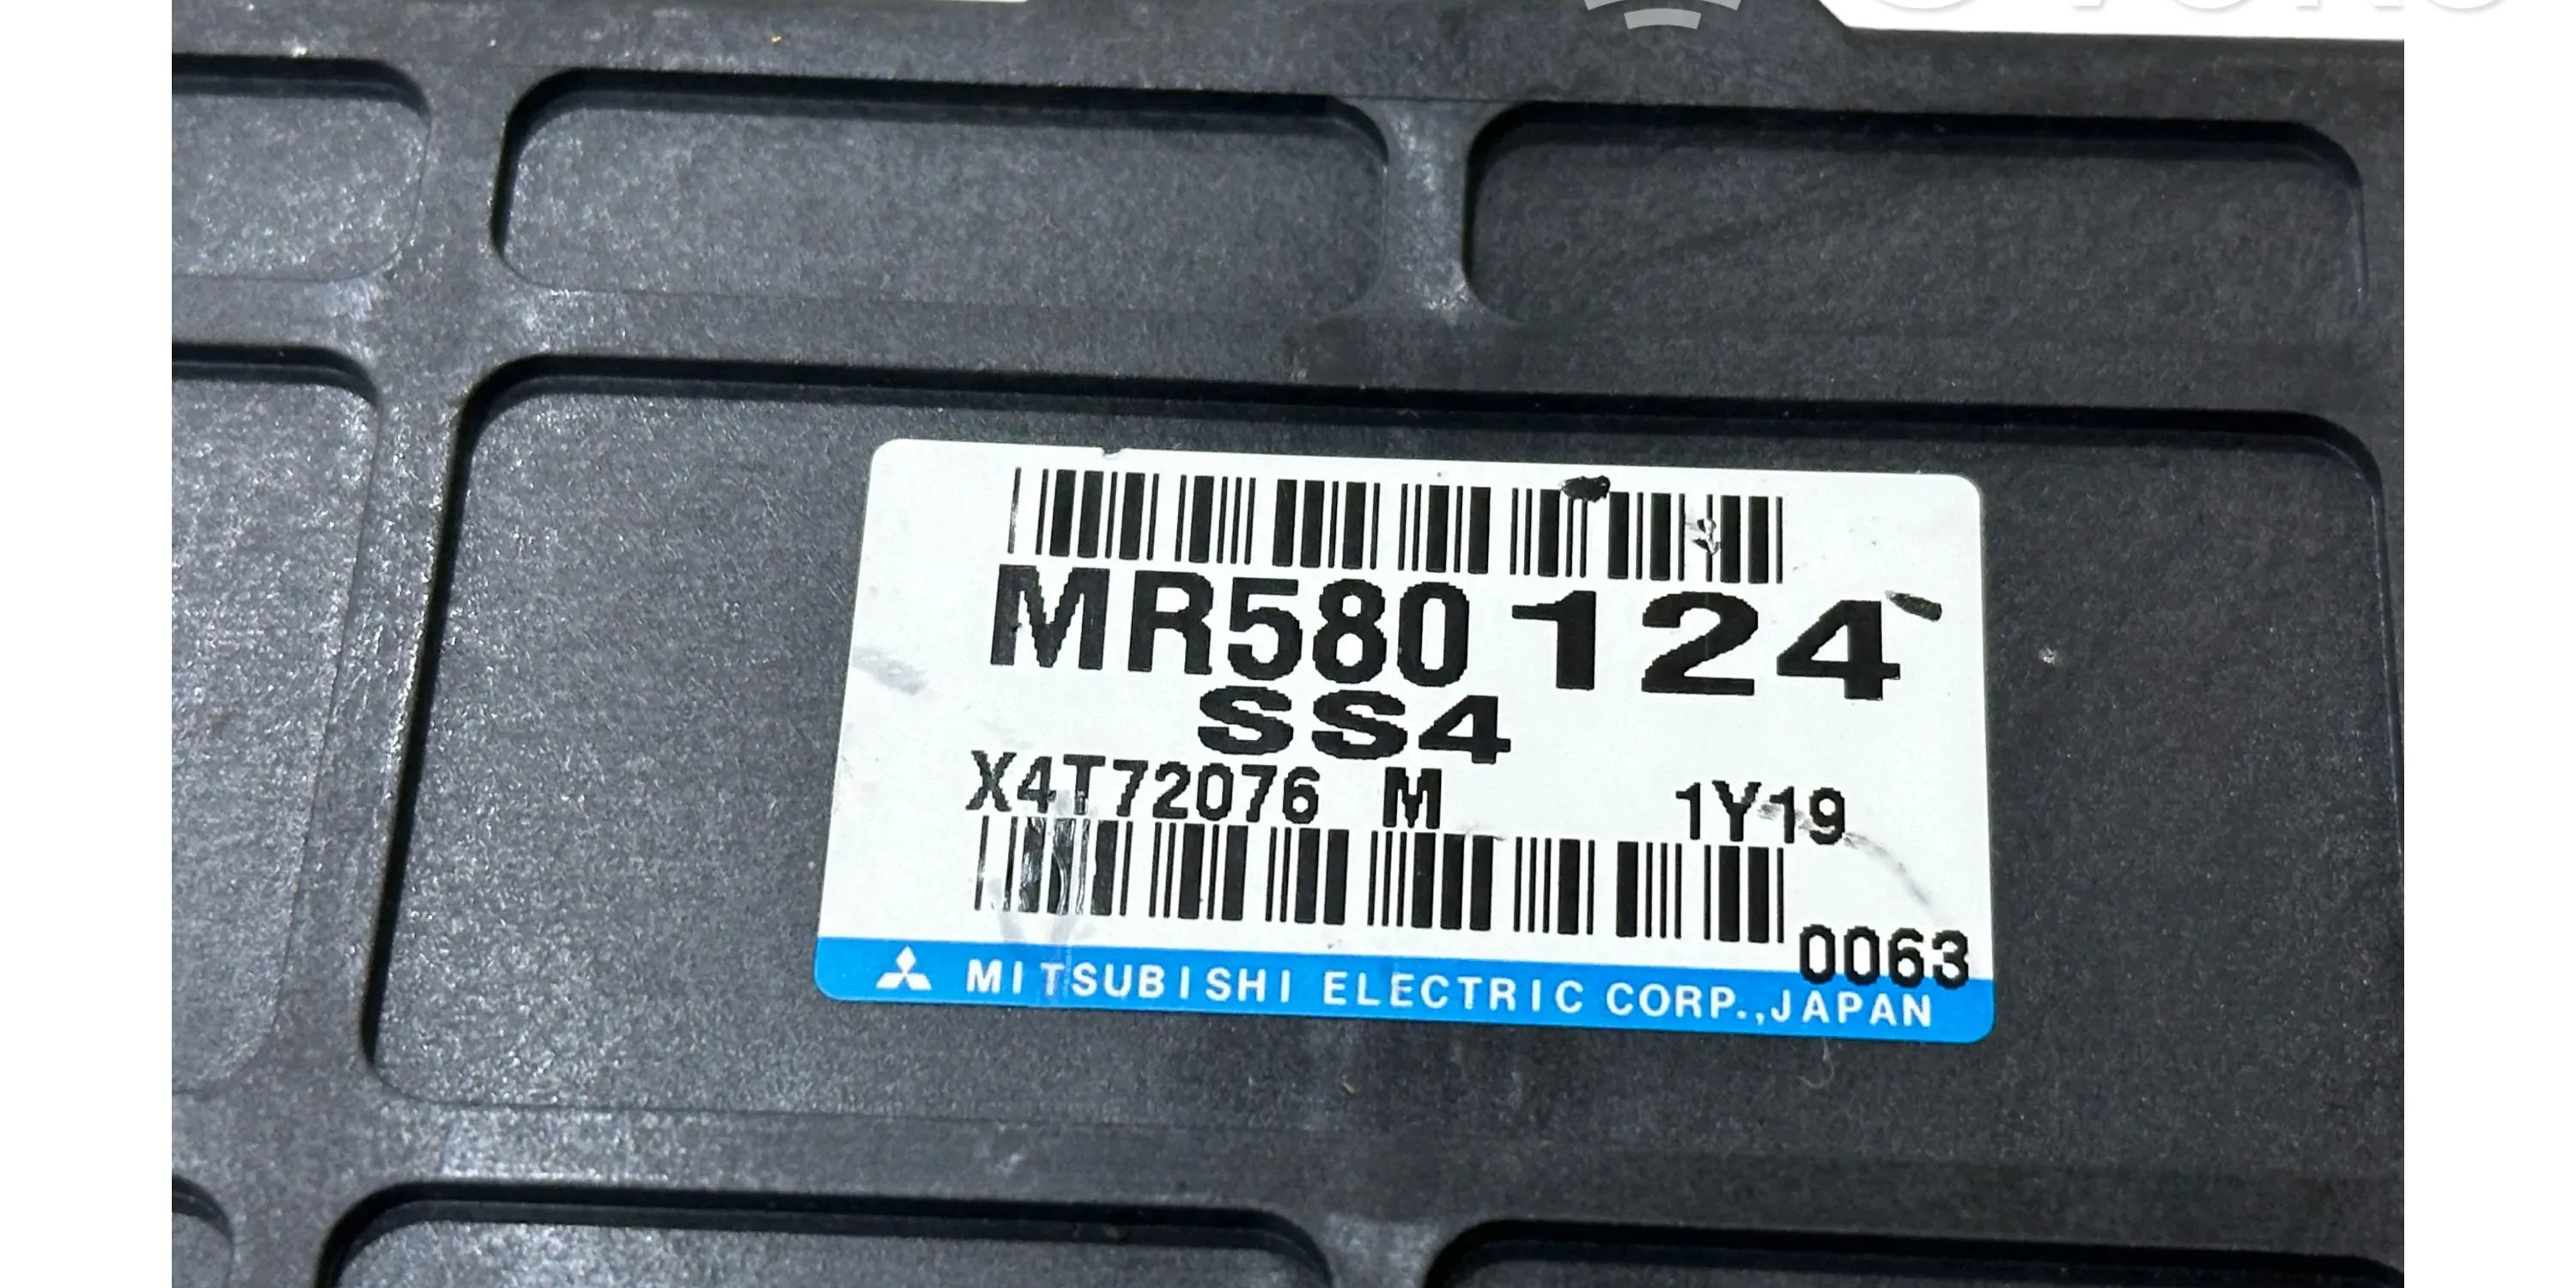 MR580124
SS4
X4T72076 M 1Y19
0063
MITSUBISHI ELECTRIC CORP.,JAPAN